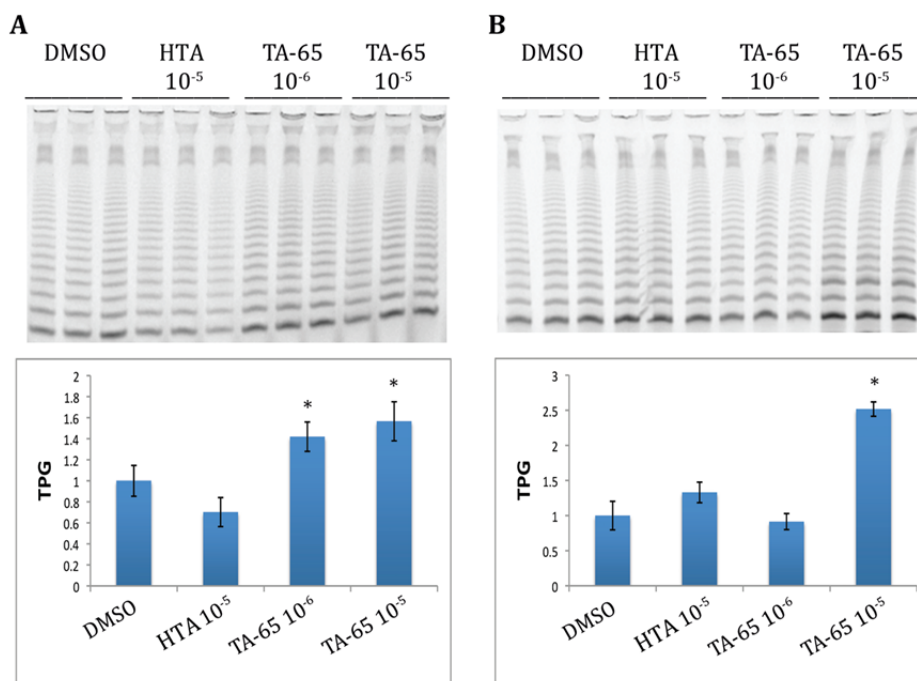 A
DMSO HTA 10⁻⁵ TA-65 10⁻⁶ TA-65 10⁻⁵
TPG
2
1.8
1.6
1.4
1.2
1
0.8
0.6
0.4
0.2
0
* *
DMSO HTA 10⁻⁵ TA-65 10⁻⁶ TA-65 10⁻⁵
B
DMSO HTA 10⁻⁵ TA-65 10⁻⁶ TA-65 10⁻⁵
TPG
3
2.5
2
1.5
1
0.5
0
*
DMSO HTA 10⁻⁵ TA-65 10⁻⁶ TA-65 10⁻⁵